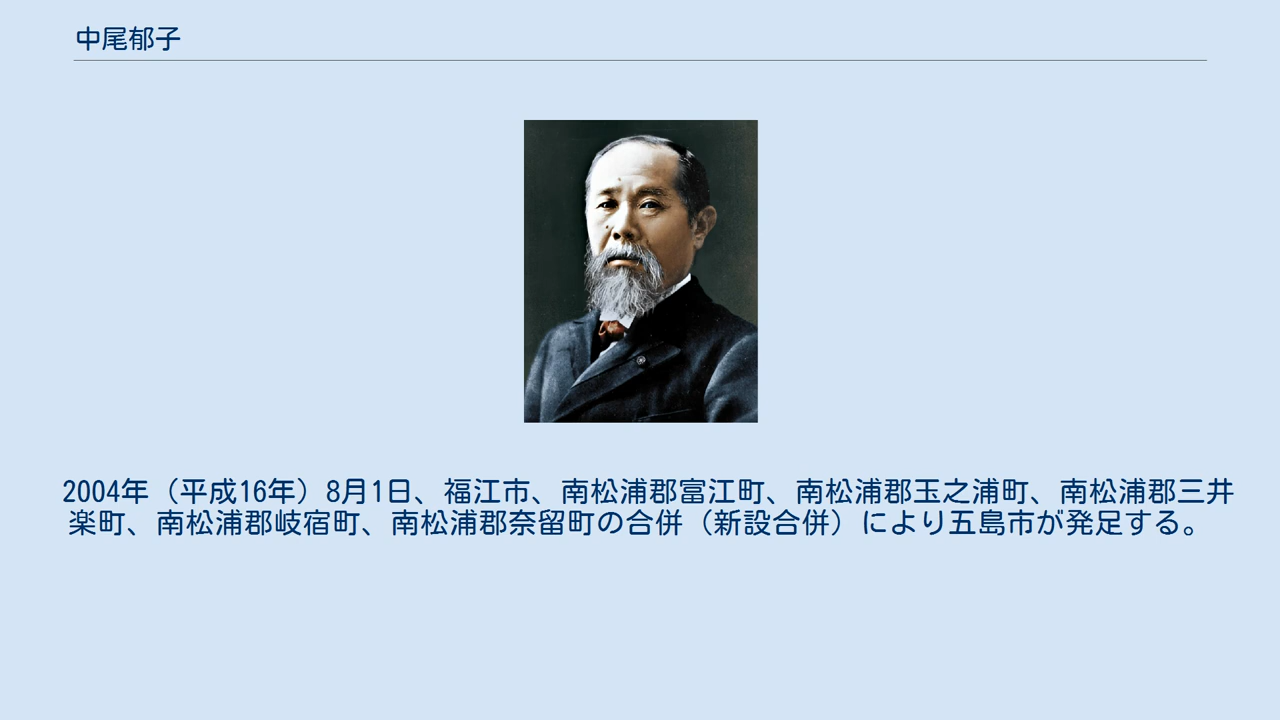 中尾郁子
2004年（平成16年）8月1日、福江市、南松浦郡富江町、南松浦郡玉之浦町、南松浦郡三井
楽町、南松浦郡岐宿町、南松浦郡奈留町の合併（新設合併）により五島市が発足する。